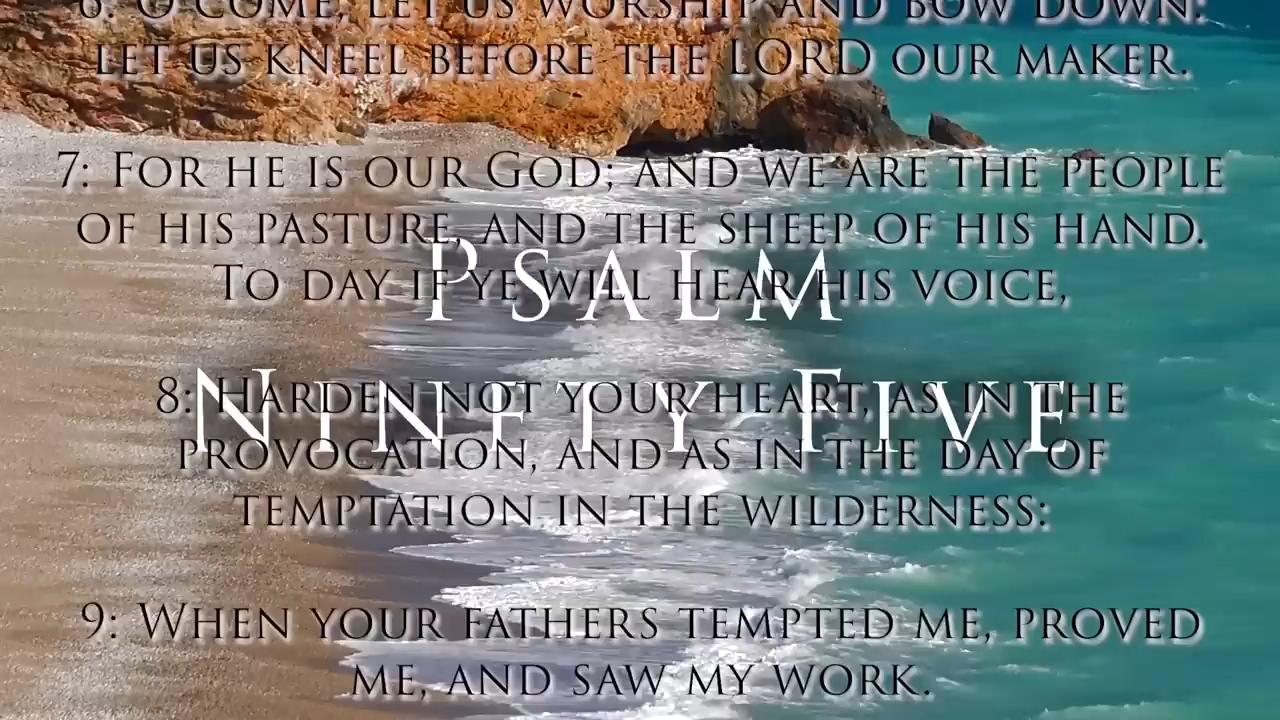 6: O come, let us worship and bow down:
let us kneel before the LORD our maker.
7: For he is our God; and we are the people
of his pasture, and the sheep of his hand.
To day if ye will hear his voice,
Psalm
Ninety-Five
8: Harden not your heart, as in the
provocation, and as in the day of
temptation in the wilderness:
9: When your fathers tempted me, proved
me, and saw my work.